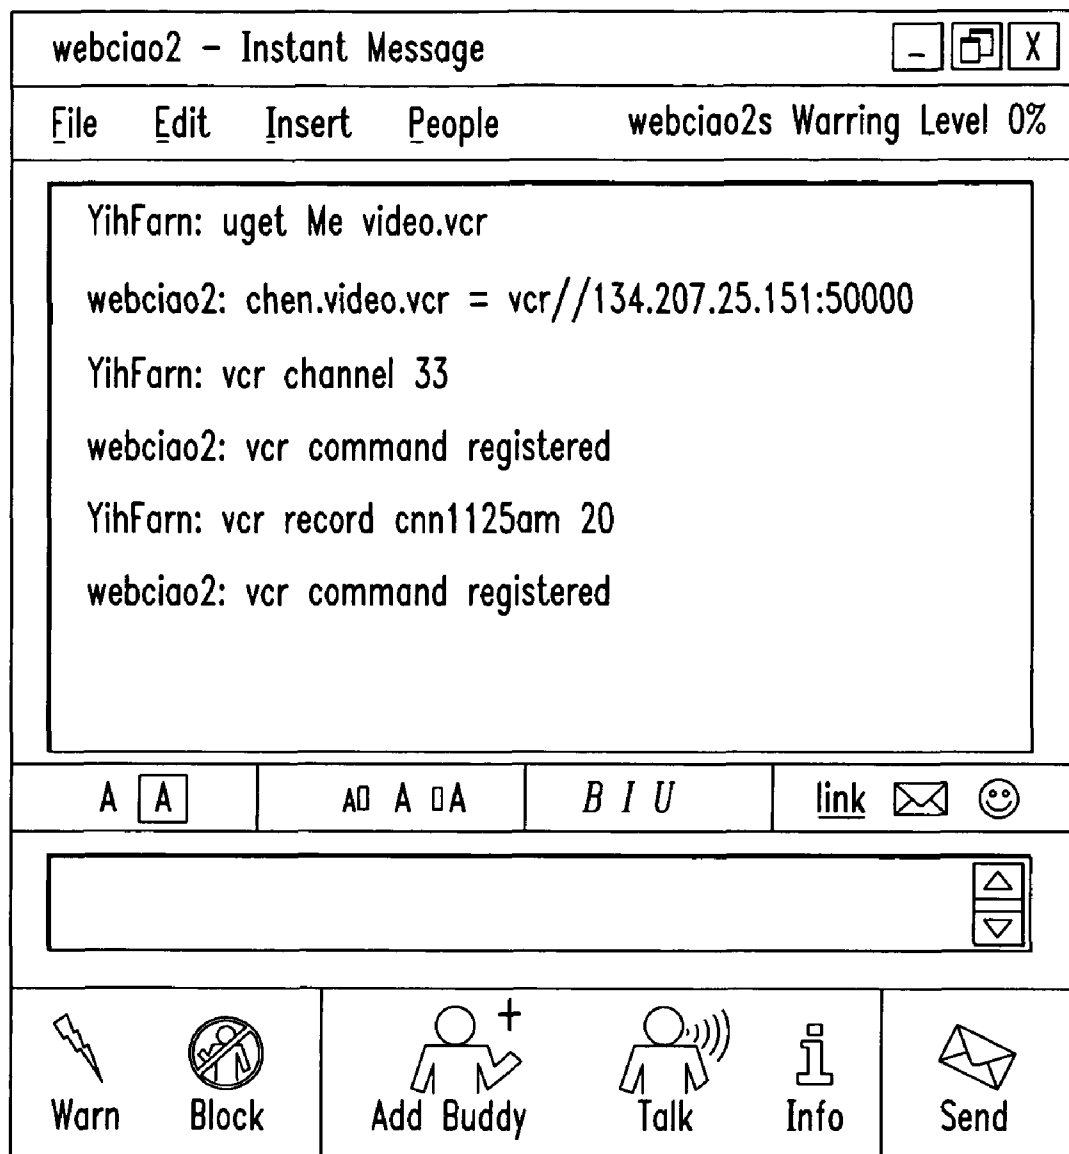 webciao2 – Instant Message _ X
File Edit Insert People webciao2s Warring Level 0%
YihFarn: uget Me video.vcr
webciao2: chen.video.vcr = vcr//134.207.25.151:50000
YihFarn: vcr channel 33
webciao2: vcr command registered
YihFarn: vcr record cnn1125am 20
webciao2: vcr command registered
A A A▯ A ▯A B I U link
Warn Block Add Buddy Talk Info Send